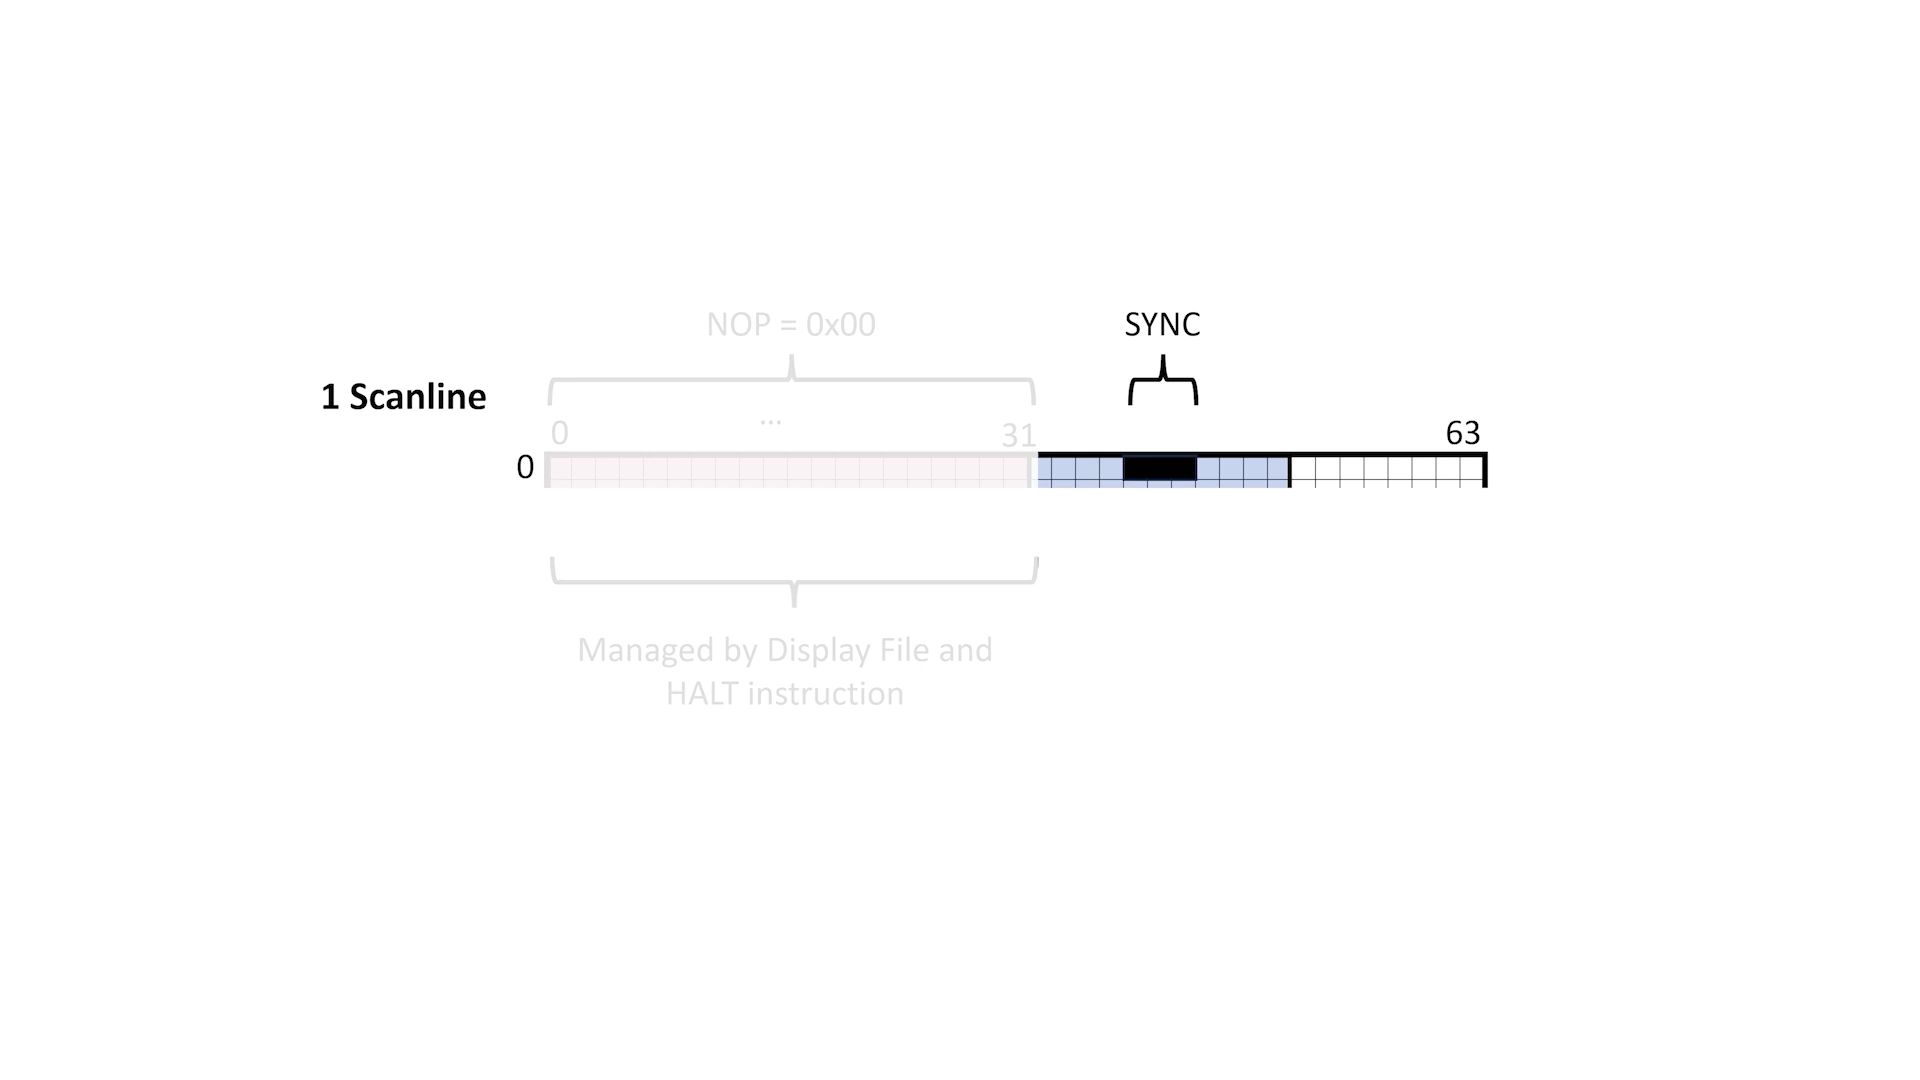 NOP = 0x00
SYNC
1 Scanline
0
...
31
63
0
Managed by Display File and
HALT instruction